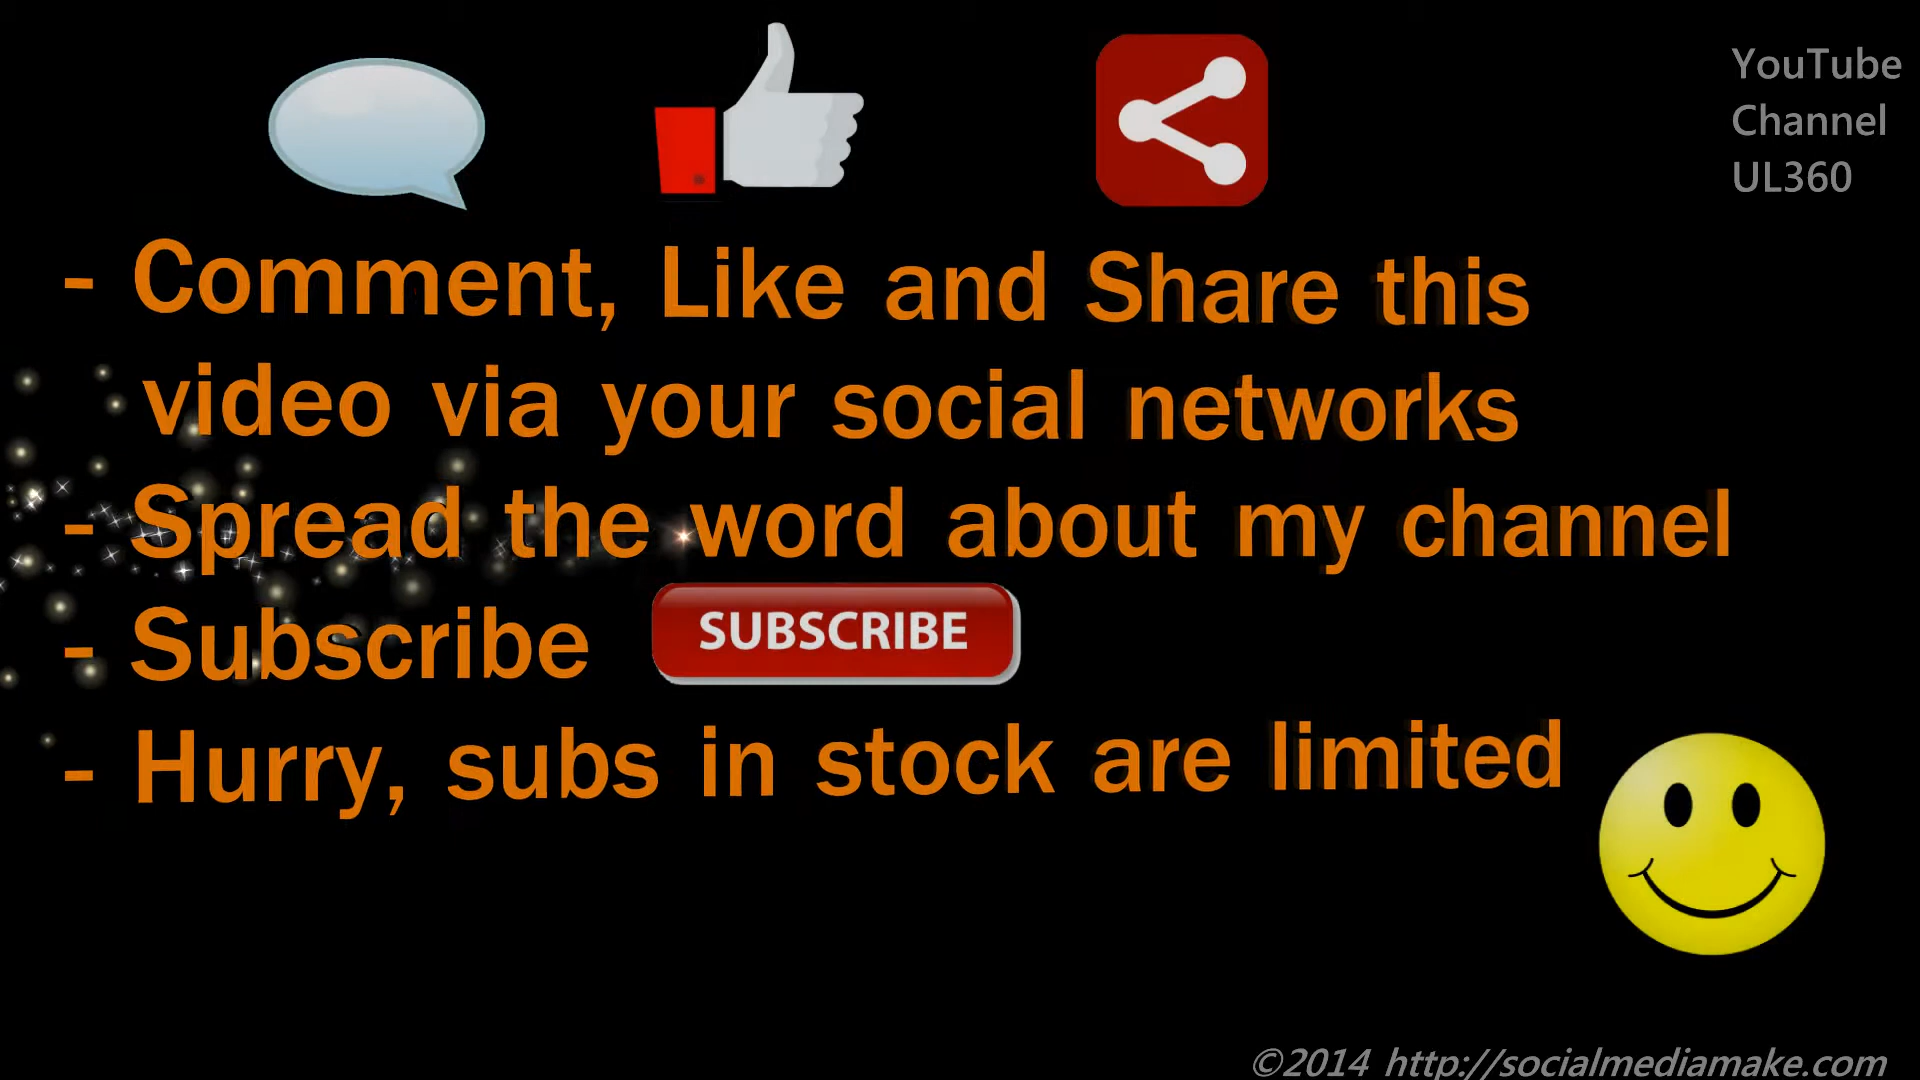 YouTube
Channel
UL360
- Comment, Like and Share this
video via your social networks
- Spread the word about my channel
- Subscribe SUBSCRIBE
- Hurry, subs in stock are limited
©2014 http://socialmediamake.com